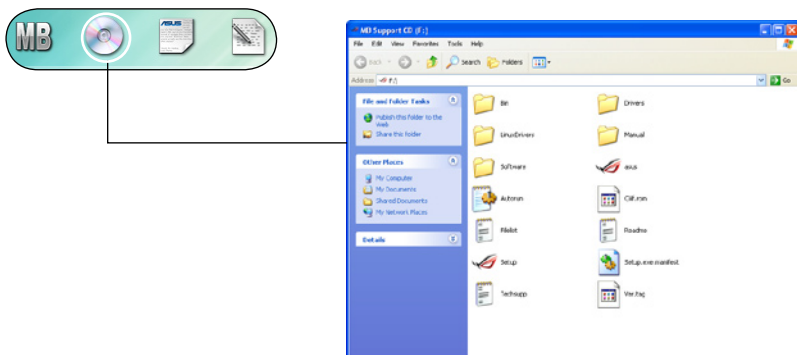 MB
ASUS
MB Support CD (F:)
File Edit View Favorites Tools Help
Back Search Folders
Address F:\ Go
File and Folder Tasks
Publish this folder to the Web
Share this folder
Other Places
My Computer
My Documents
Shared Documents
My Network Places
Details
Bin Drivers
LinuxDrivers Manual
Software asus
Autorun
Filelist Readme
Setup Setup.exe.manifest
Techsupp Ver.tag